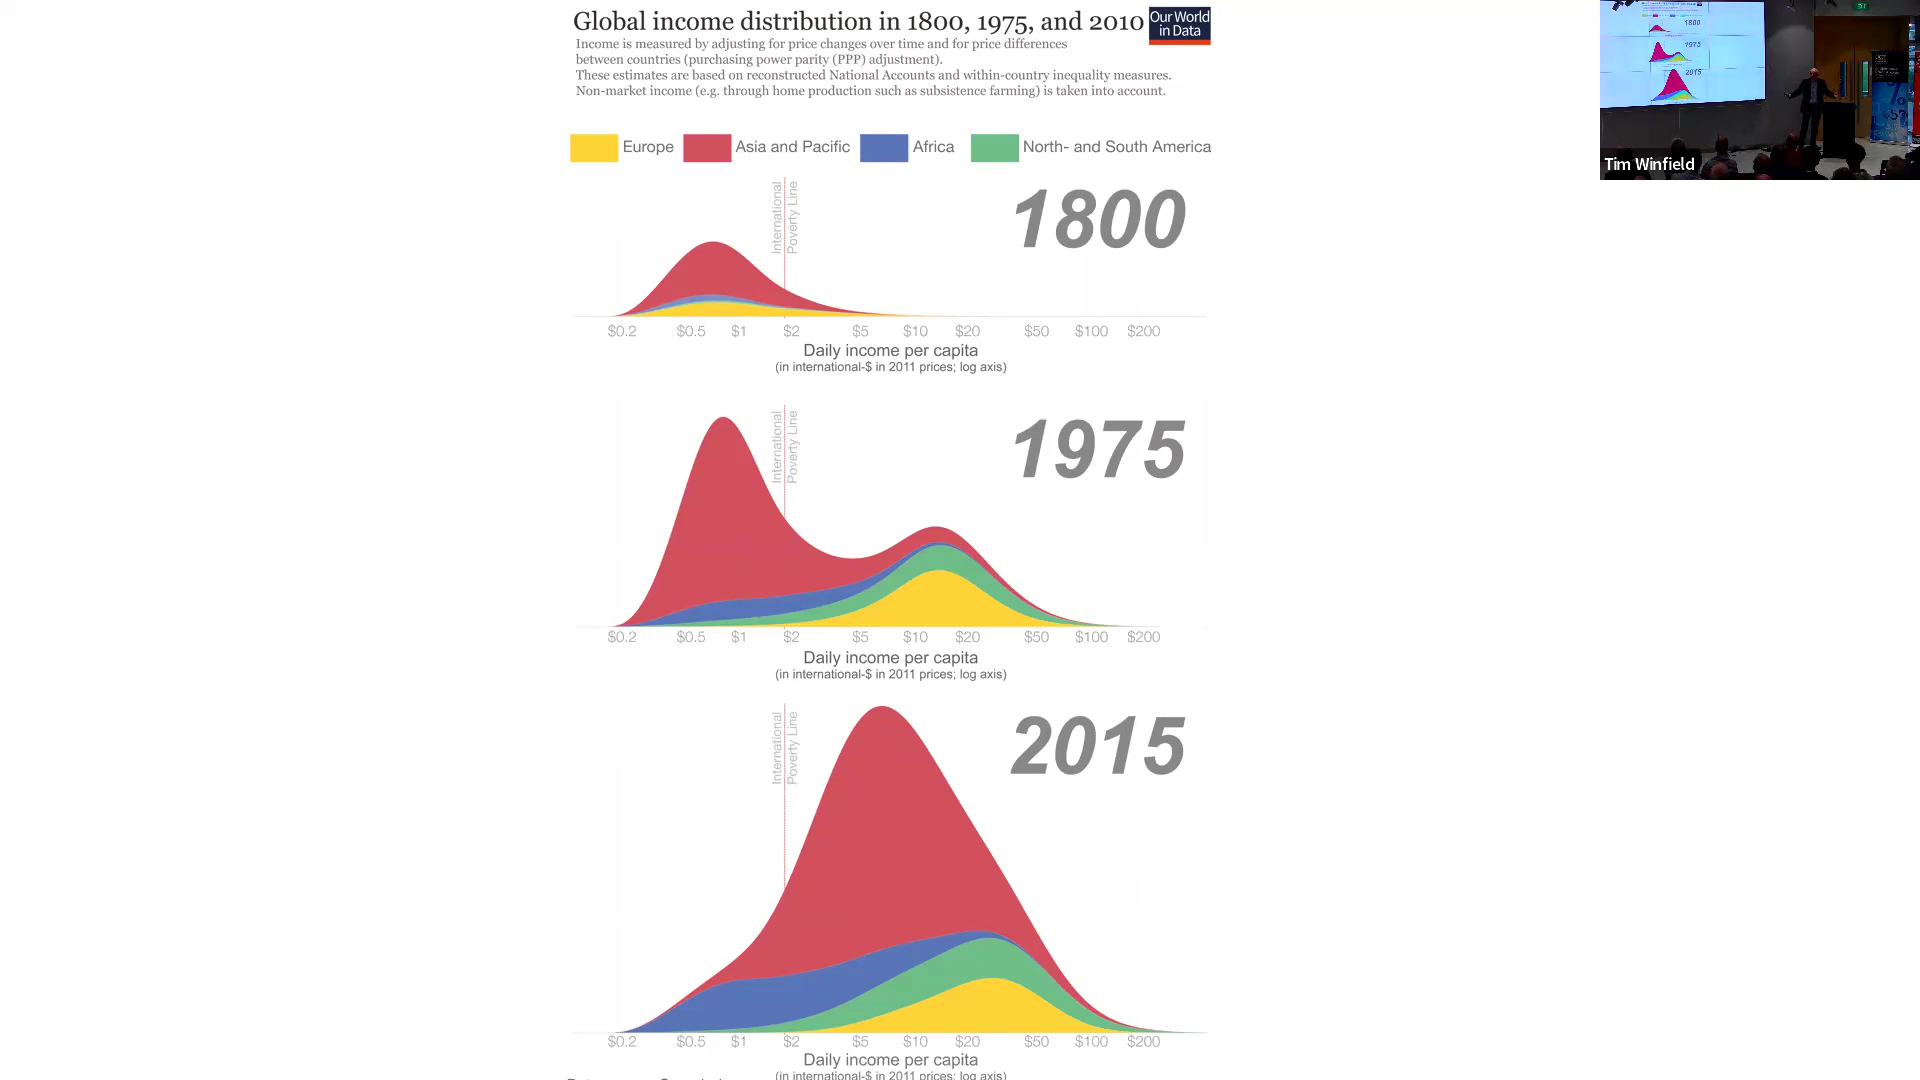 Global income distribution in 1800, 1975, and 2010
Our World
in Data
Income is measured by adjusting for price changes over time and for price differences
between countries (purchasing power parity (PPP) adjustment).
These estimates are based on reconstructed National Accounts and within-country inequality measures.
Non-market income (e.g. through home production such as subsistence farming) is taken into account.
Europe Asia and Pacific Africa North- and South America
International
Poverty Line
1800
$0.2 $0.5 $1 $2 $5 $10 $20 $50 $100 $200
Daily income per capita
(in international-$ in 2011 prices; log axis)
International
Poverty Line
1975
$0.2 $0.5 $1 $2 $5 $10 $20 $50 $100 $200
Daily income per capita
(in international-$ in 2011 prices; log axis)
International
Poverty Line
2015
$0.2 $0.5 $1 $2 $5 $10 $20 $50 $100 $200
Daily income per capita
(in international-$ in 2011 prices; log axis)
1800
1975
2015
Tim Winfield